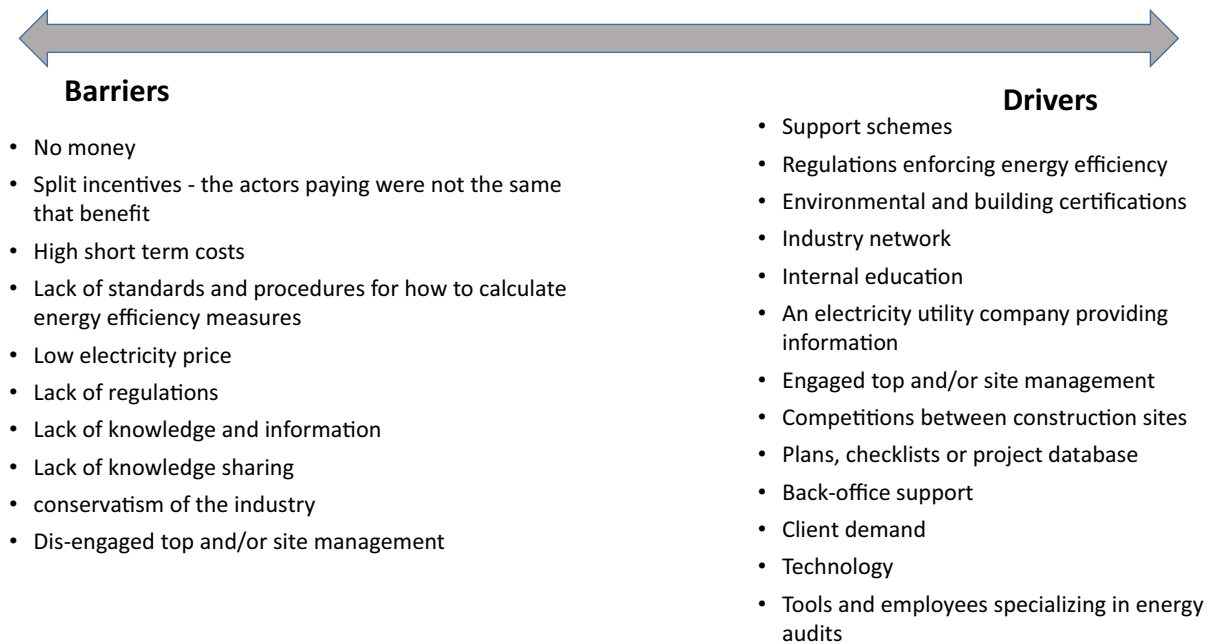 Barriers
• No money
• Split incentives - the actors paying were not the same
that benefit
• High short term costs
• Lack of standards and procedures for how to calculate
energy efficiency measures
• Low electricity price
• Lack of regulations
• Lack of knowledge and information
• Lack of knowledge sharing
• conservatism of the industry
• Dis-engaged top and/or site management
Drivers
• Support schemes
• Regulations enforcing energy efficiency
• Environmental and building certifications
• Industry network
• Internal education
• An electricity utility company providing
information
• Engaged top and/or site management
• Competitions between construction sites
• Plans, checklists or project database
• Back-office support
• Client demand
• Technology
• Tools and employees specializing in energy
audits